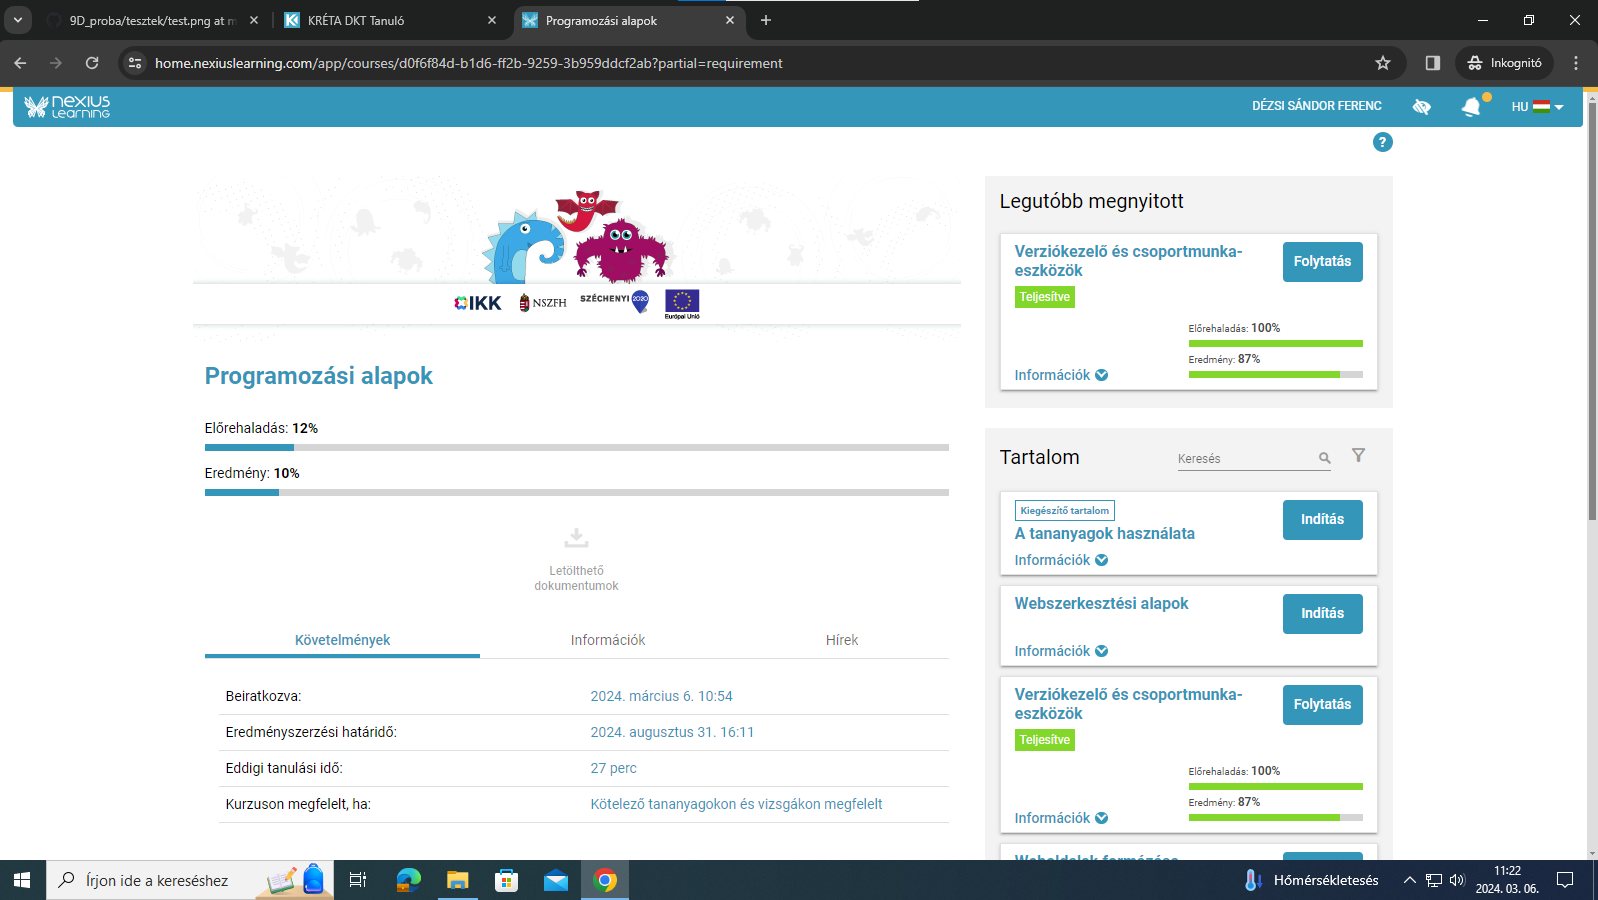 9D_proba/tesztek/test.png at m
KRÉTA DKT Tanuló
Programozási alapok
home.nexiuslearning.com/app/courses/d0f6f84d-b1d6-ff2b-9259-3b959ddcf2ab?partial=requirement
Inkognitó
nexius
Learning
DÉZSI SÁNDOR FERENC
HU
?
IKK
NSZFH
SZÉCHENYI 2020
Európai Unió
Programozási alapok
Előrehaladás: 12%
Eredmény: 10%
Letölthető
dokumentumok
Követelmények
Információk
Hírek
Beiratkozva:
2024. március 6. 10:54
Eredményszerzési határidő:
2024. augusztus 31. 16:11
Eddigi tanulási idő:
27 perc
Kurzuson megfelelt, ha:
Kötelező tananyagokon és vizsgákon megfelelt
Legutóbb megnyitott
Verziókezelő és csoportmunka-
eszközök
Folytatás
Teljesítve
Előrehaladás: 100%
Eredmény: 87%
Információk
Tartalom
Keresés
Kiegészítő tartalom
A tananyagok használata
Indítás
Információk
Webszerkesztési alapok
Indítás
Információk
Verziókezelő és csoportmunka-
eszközök
Folytatás
Teljesítve
Előrehaladás: 100%
Eredmény: 87%
Információk
Weboldalak formázása
Írjon ide a kereséshez
Hőmérsékletesés
11:22
2024. 03. 06.